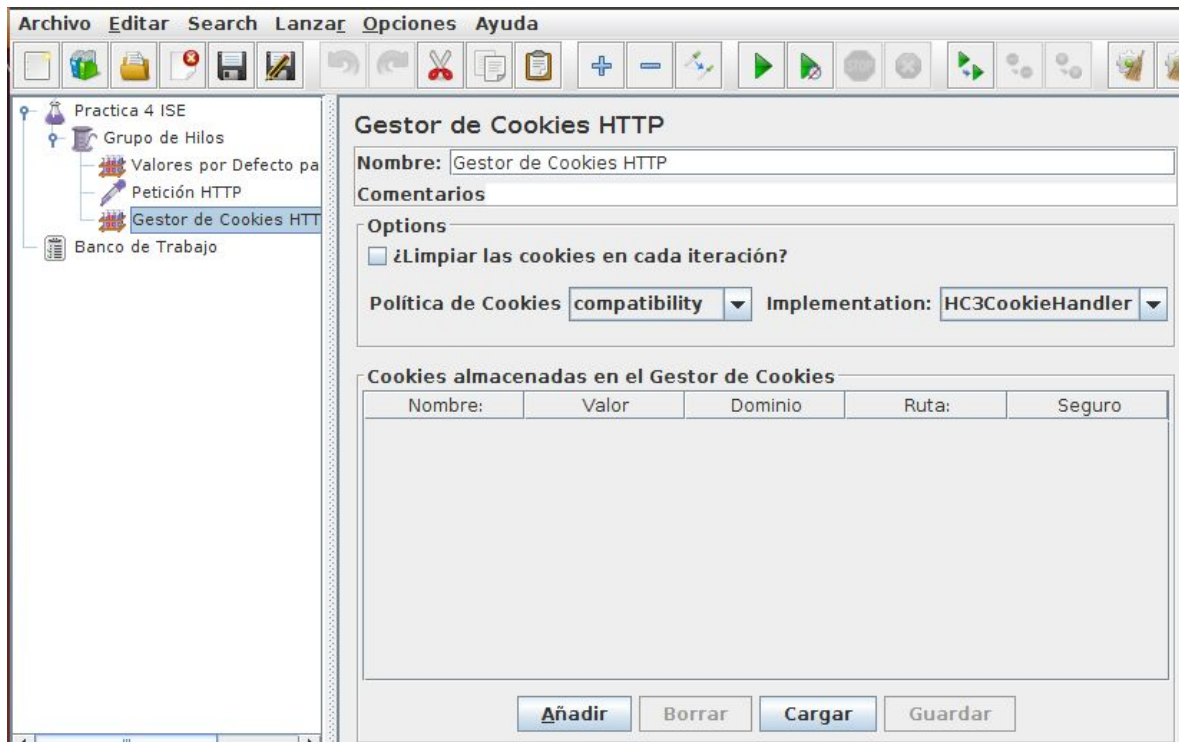 Archivo Editar Search Lanzar Opciones Ayuda
Practica 4 ISE
Grupo de Hilos
Valores por Defecto pa
Petición HTTP
Gestor de Cookies HTT
Banco de Trabajo
Gestor de Cookies HTTP
Nombre: Gestor de Cookies HTTP
Comentarios
Options
¿Limpiar las cookies en cada iteración?
Política de Cookies compatibility Implementation: HC3CookieHandler
Cookies almacenadas en el Gestor de Cookies
Nombre: Valor Dominio Ruta: Seguro
Añadir Borrar Cargar Guardar